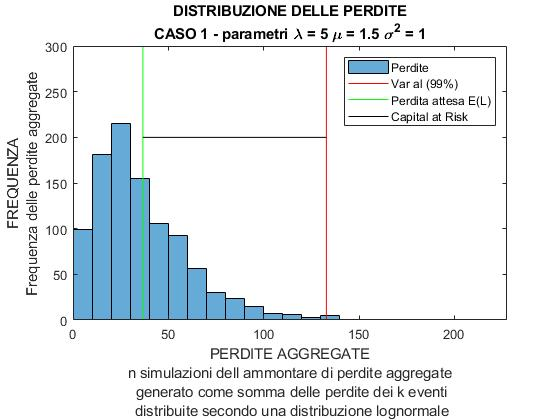 DISTRIBUZIONE DELLE PERDITE
CASO 1 - parametri λ = 5 μ = 1.5 σ² = 1
300
250
200
150
100
50
0
FREQUENZA
Frequenza delle perdite aggregate
Perdite
Var al (99%)
Perdita attesa E(L)
Capital at Risk
0 50 100 150 200
PERDITE AGGREGATE
n simulazioni dell ammontare di perdite aggregate
generato come somma delle perdite dei k eventi
distribuite secondo una distribuzione lognormale